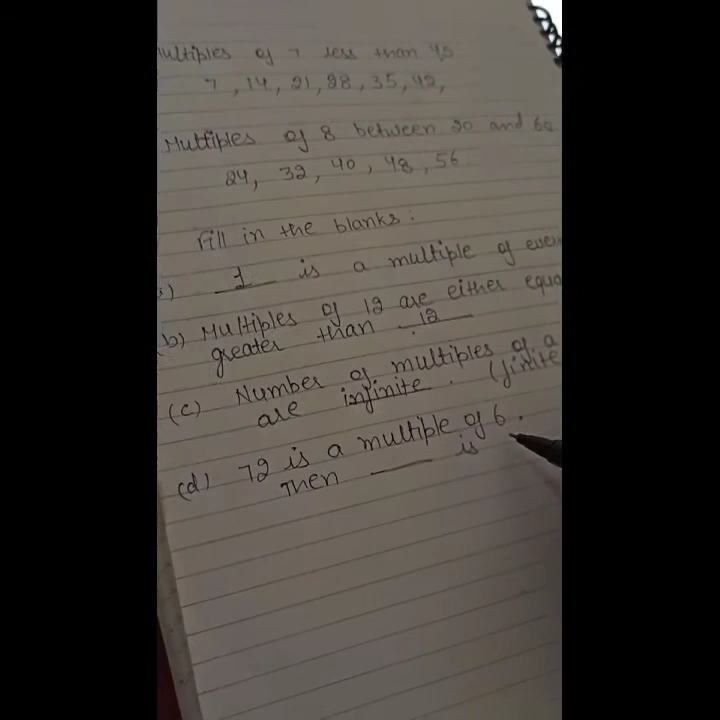 Multiples of 7 less than 45
7, 14, 21, 28, 35, 42,
Multiples of 8 between 20 and 60
24, 32, 40, 48, 56
Fill in the blanks:
1 is a multiple of
(b) Multiples of 12 are either
greater than 12
(c) Number of multiples of a
are infinite. (finite
(d) 72 is a multiple of 6.
Then ___ is